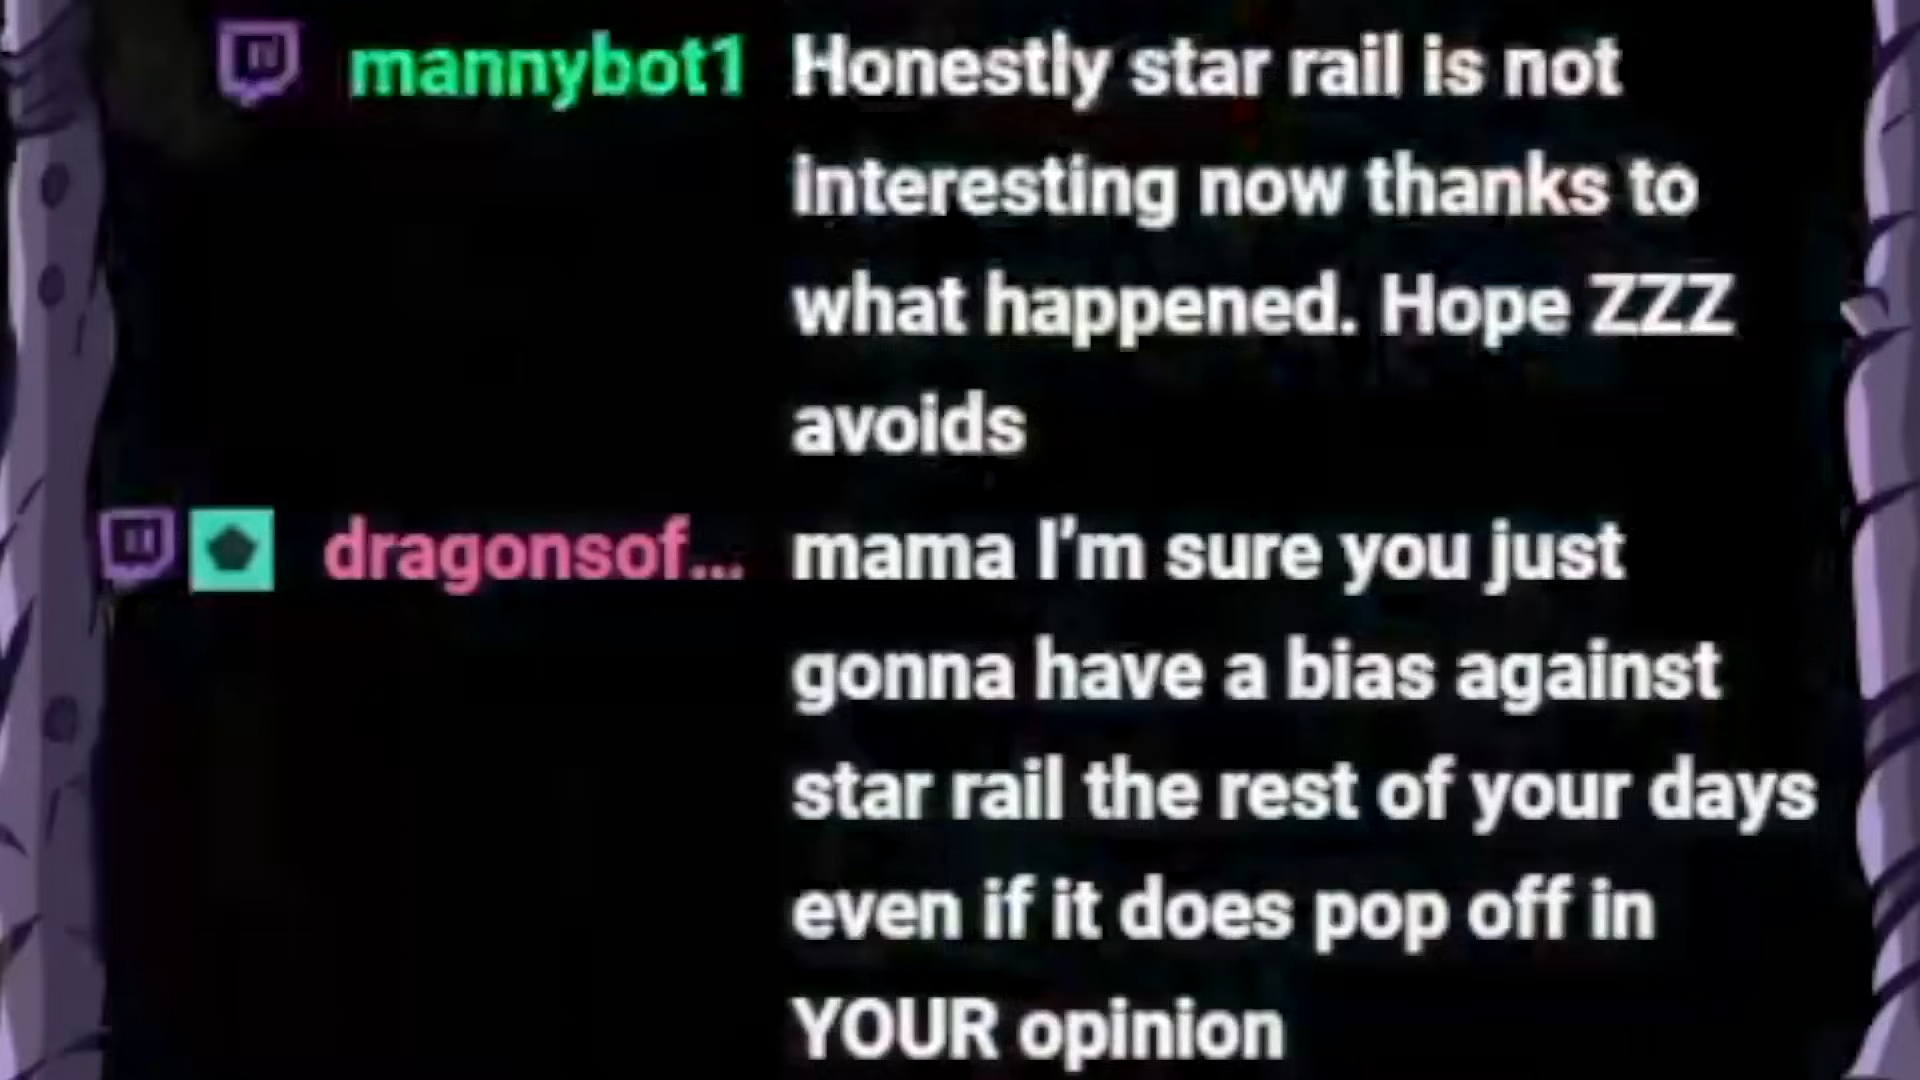 mannybot1 Honestly star rail is not
interesting now thanks to
what happened. Hope ZZZ
avoids
dragonsof... mama I'm sure you just
gonna have a bias against
star rail the rest of your days
even if it does pop off in
YOUR opinion